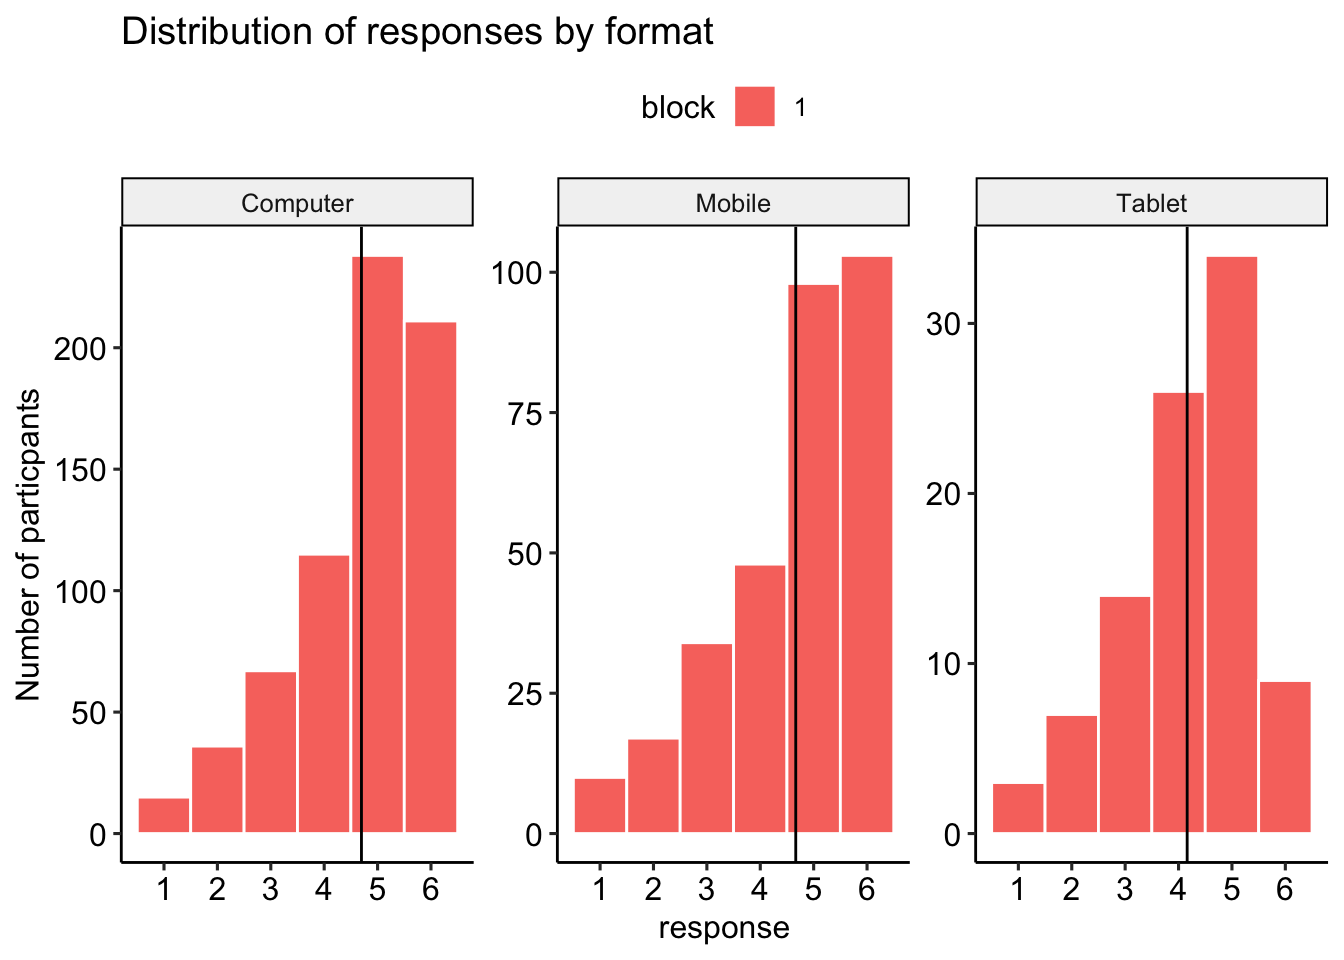 Distribution of responses by format
block 1
Computer Mobile Tablet
Number of particpants
200
150
100
50
0
100
75
50
25
0
30
20
10
0
1 2 3 4 5 6 1 2 3 4 5 6 1 2 3 4 5 6
response